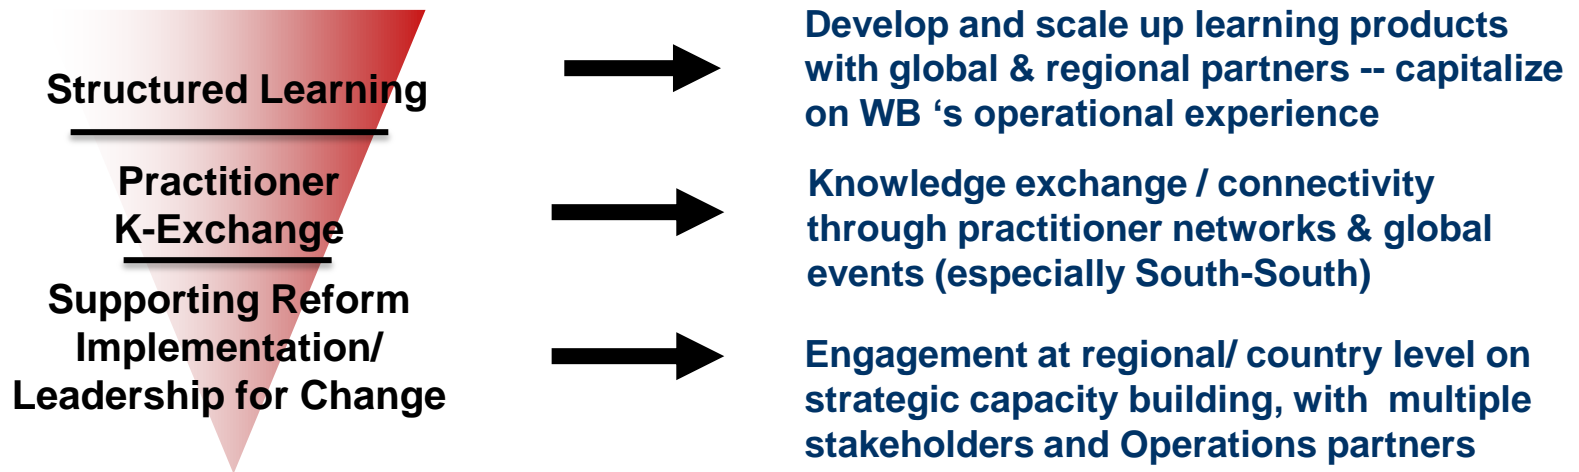 Structured Learning
Develop and scale up learning products
with global & regional partners -- capitalize
on WB ‘s operational experience
Practitioner
K-Exchange
Knowledge exchange / connectivity
through practitioner networks & global
events (especially South-South)
Supporting Reform
Implementation/
Leadership for Change
Engagement at regional/ country level on
strategic capacity building, with  multiple
stakeholders and Operations partners